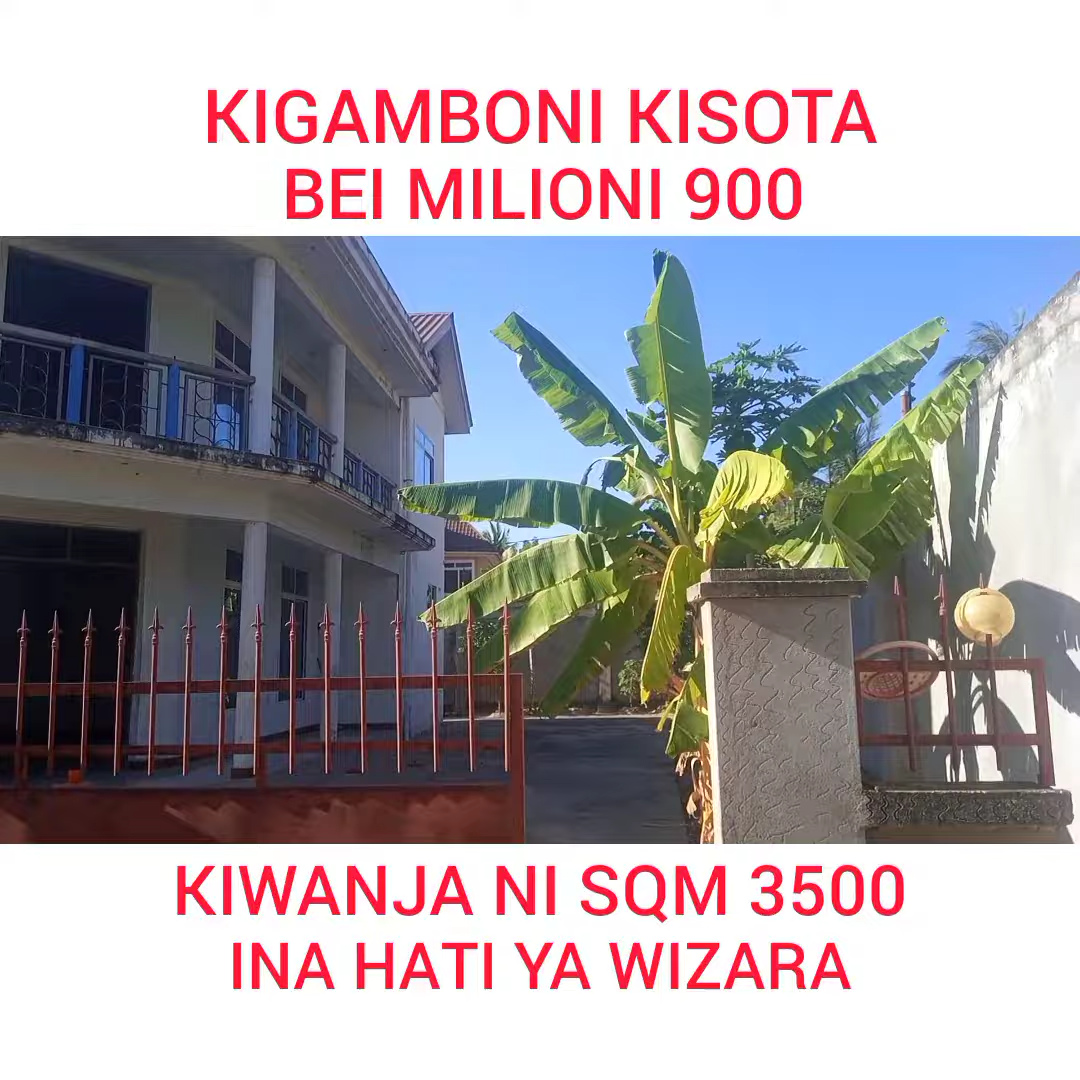 KIGAMBONI KISOTA
BEI MILIONI 900
KIWANJA NI SQM 3500
INA HATI YA WIZARA